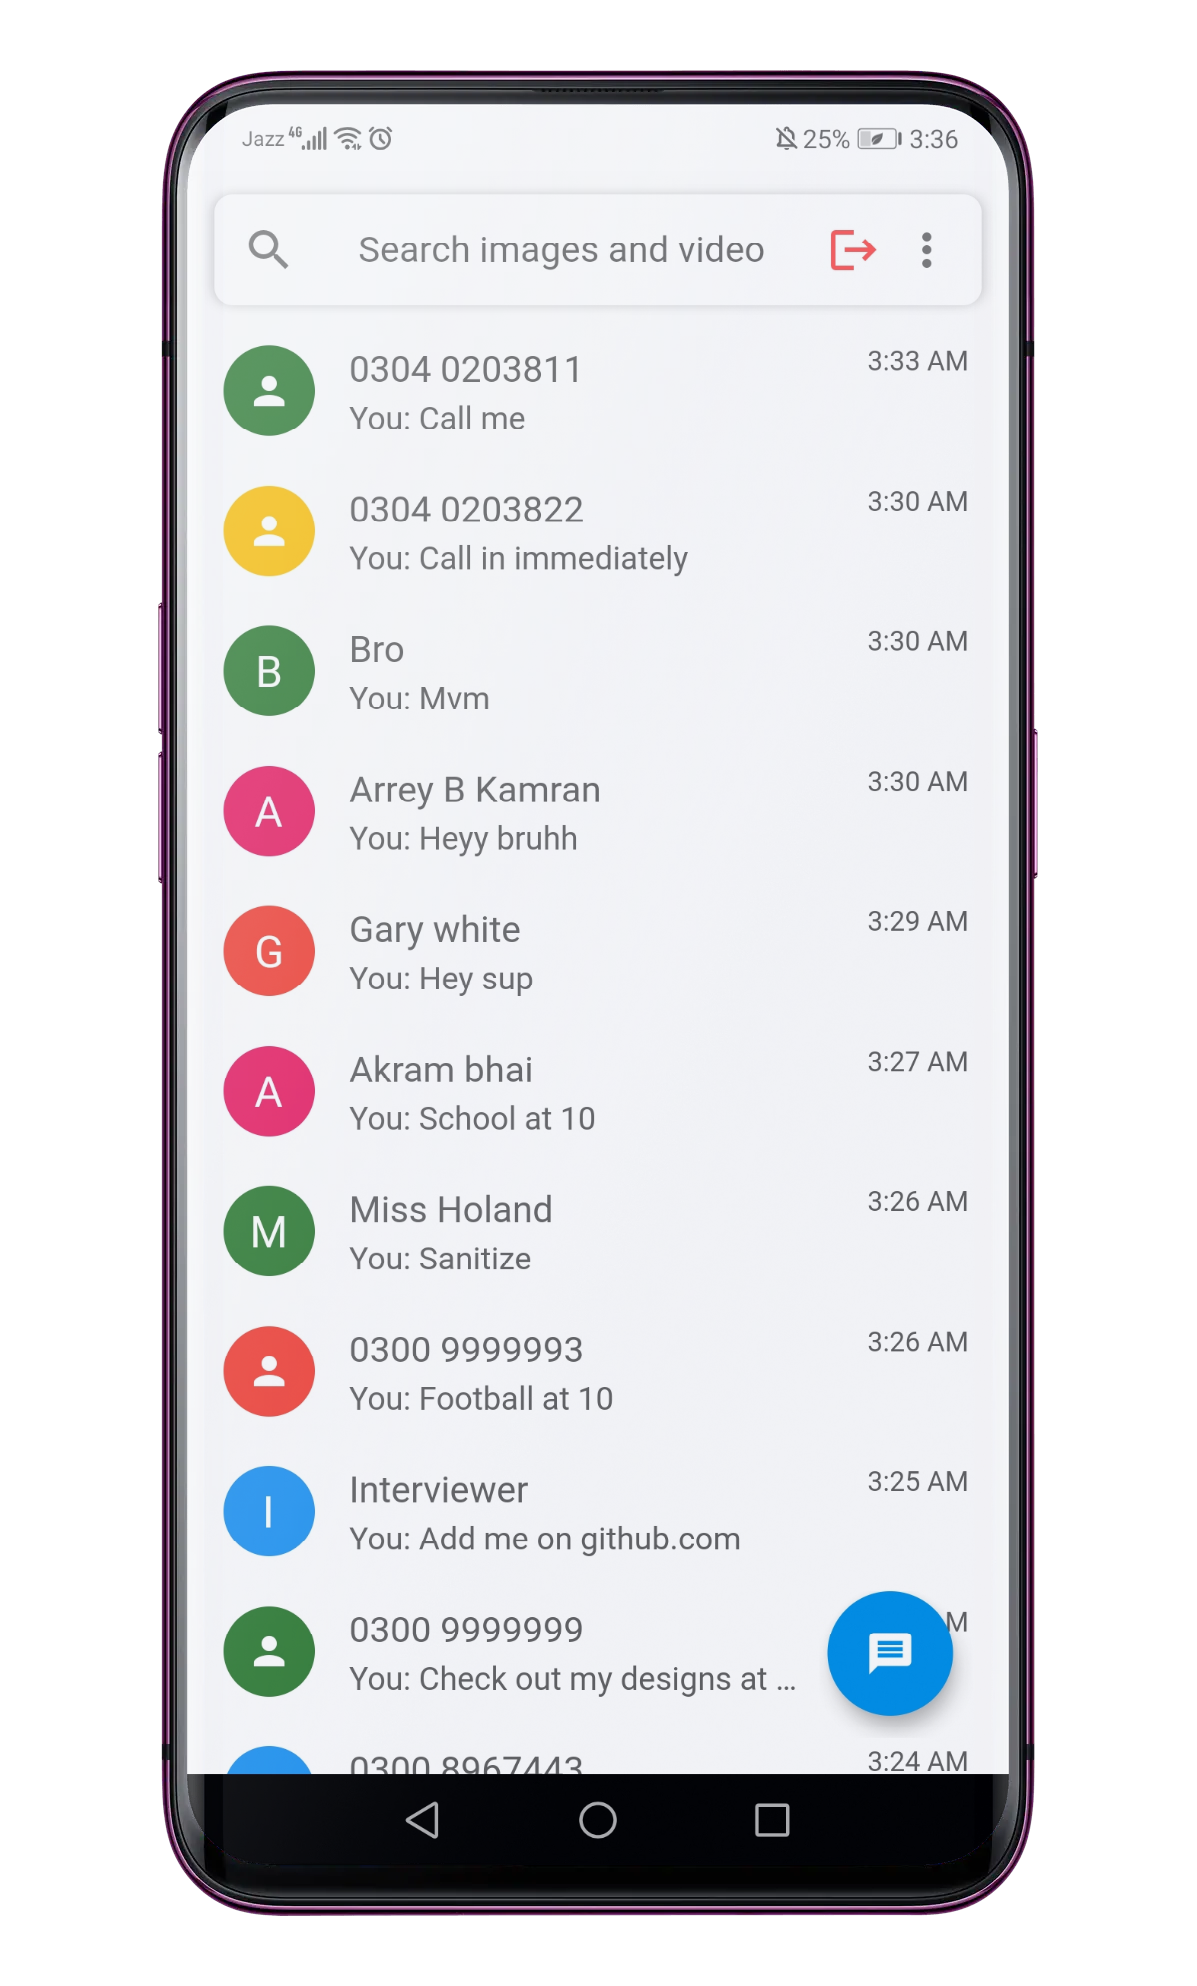 Jazz 4G 25% 3:36
Search images and video
0304 0203811 3:33 AM
You: Call me
0304 0203822 3:30 AM
You: Call in immediately
B Bro 3:30 AM
You: Mvm
A Arrey B Kamran 3:30 AM
You: Heyy bruhh
G Gary white 3:29 AM
You: Hey sup
A Akram bhai 3:27 AM
You: School at 10
M Miss Holand 3:26 AM
You: Sanitize
0300 9999993 3:26 AM
You: Football at 10
I Interviewer 3:25 AM
You: Add me on github.com
0300 9999999 M
You: Check out my designs at ...
0300 8967443 3:24 AM